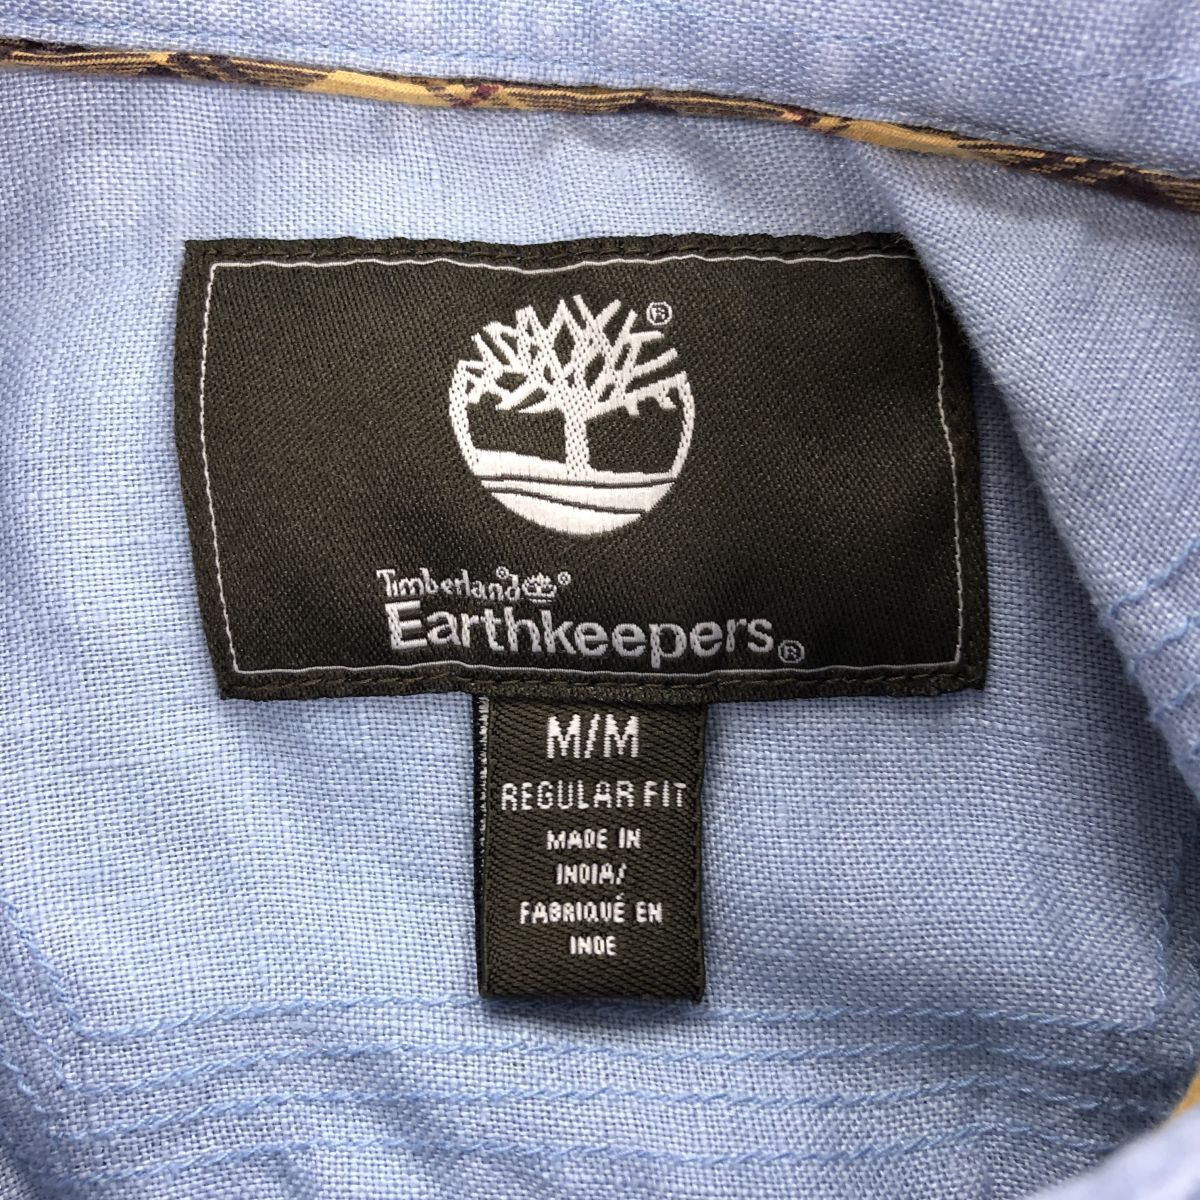 ®
Timberland®®
Earthkeepers®
M/M
REGULAR FIT
MADE IN
INDIA/
FABRIQUÉ EN
INDE